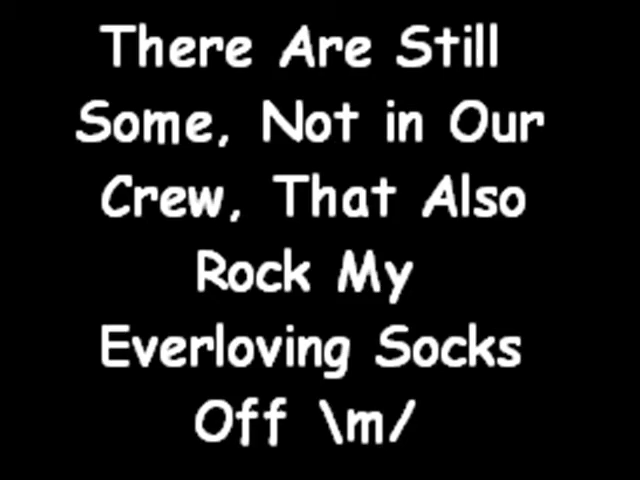 There Are Still
Some, Not in Our
Crew, That Also
Rock My
Everloving Socks
Off \m/